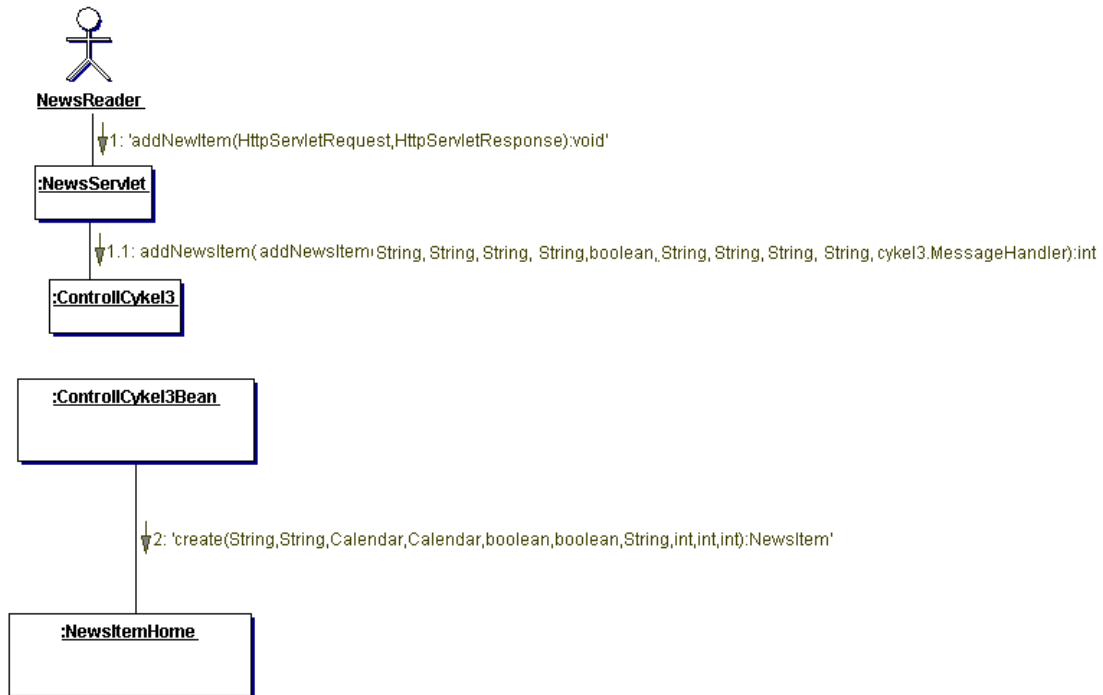 NewsReader
1: 'addNewItem(HttpServletRequest,HttpServletResponse):void'
:NewsServlet
1.1: addNewsItem( addNewsItem String, String, String, String,boolean, String, String, String, String, cykel3.MessageHandler):int
:ControllCykel3
:ControllCykel3Bean
2: 'create(String,String,Calendar,Calendar,boolean,boolean,String,int,int,int):NewsItem'
:NewsItemHome